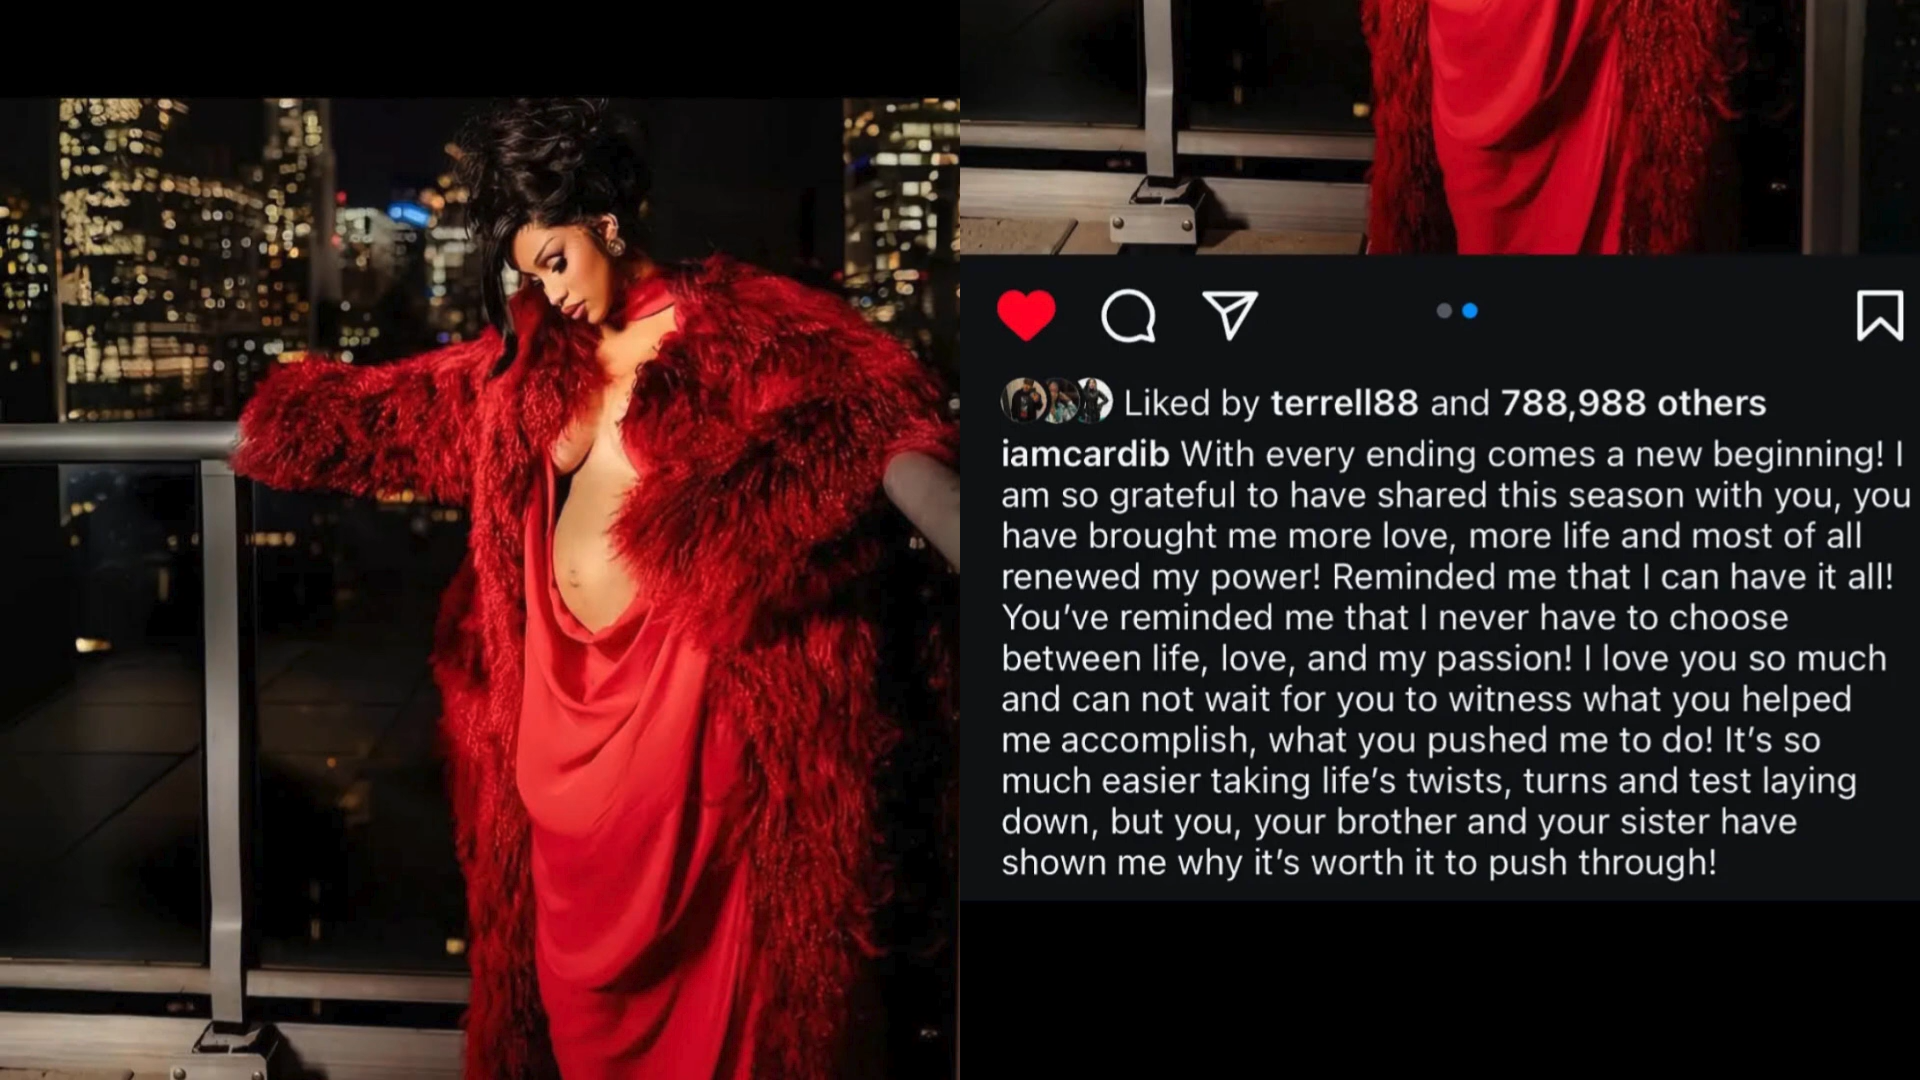 Liked by terrell88 and 788,988 others
iamcardib With every ending comes a new beginning! I
am so grateful to have shared this season with you, you
have brought me more love, more life and most of all
renewed my power! Reminded me that I can have it all!
You've reminded me that I never have to choose
between life, love, and my passion! I love you so much
and can not wait for you to witness what you helped
me accomplish, what you pushed me to do! It's so
much easier taking life's twists, turns and test laying
down, but you, your brother and your sister have
shown me why it's worth it to push through!